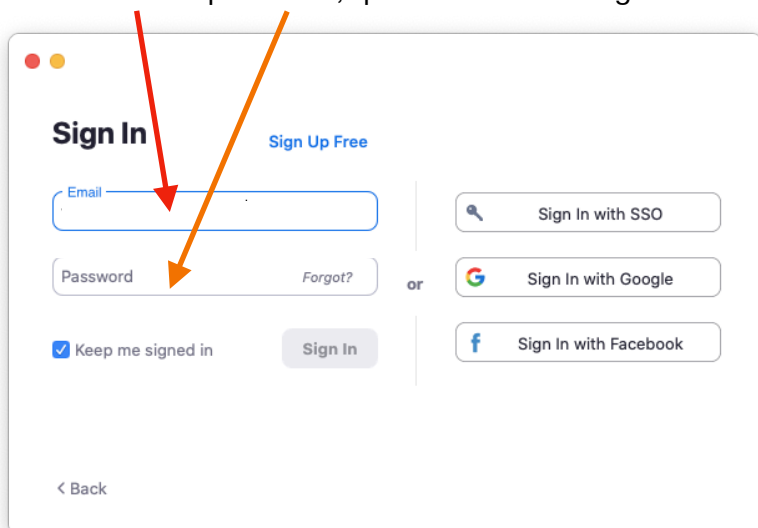 Sign In
Sign Up Free
Email
Password
Forgot?
Keep me signed in
Sign In
or
Sign In with SSO
Sign In with Google
Sign In with Facebook
< Back